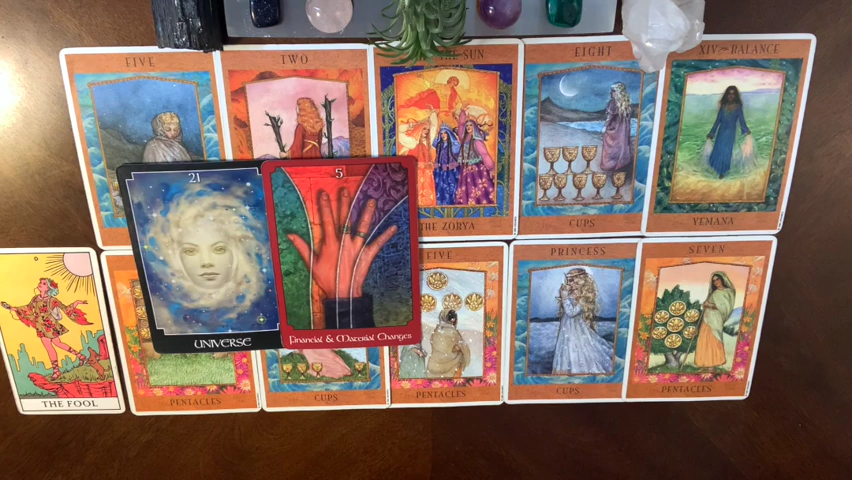 FIVE
TWO
THE SUN
EIGHT
XIV BALANCE
THE ZORYA
CUPS
YEMANA
21
UNIVERSE
5
Financial & Material Changes
FIVE
PRINCESS
SEVEN
THE FOOL
PENTACLES
CUPS
PENTACLES
CUPS
PENTACLES